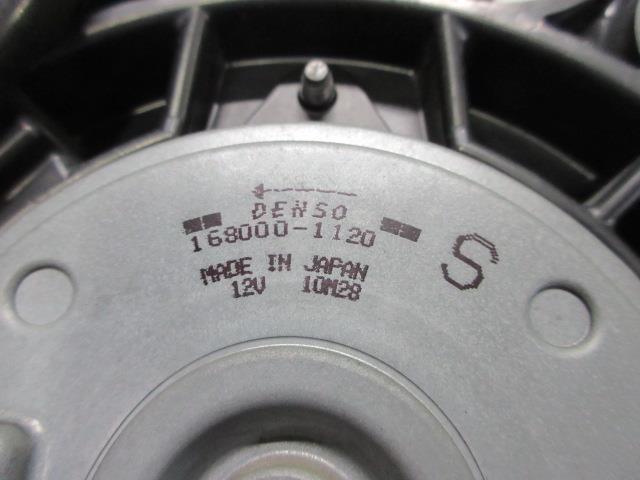 DENSO
168000-1120
S
MADE IN JAPAN
12V 10M28